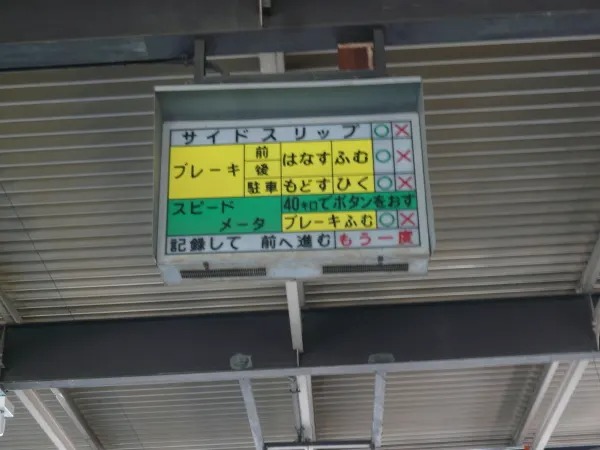 サイドスリップ ○ ×
ブレーキ 前 後 はなす ふむ ○ ×
駐車 もどす ひく ○ ×
スピード 40キロでボタンをおす
メータ ブレーキふむ ○ ×
記録して 前へ進む もう一度